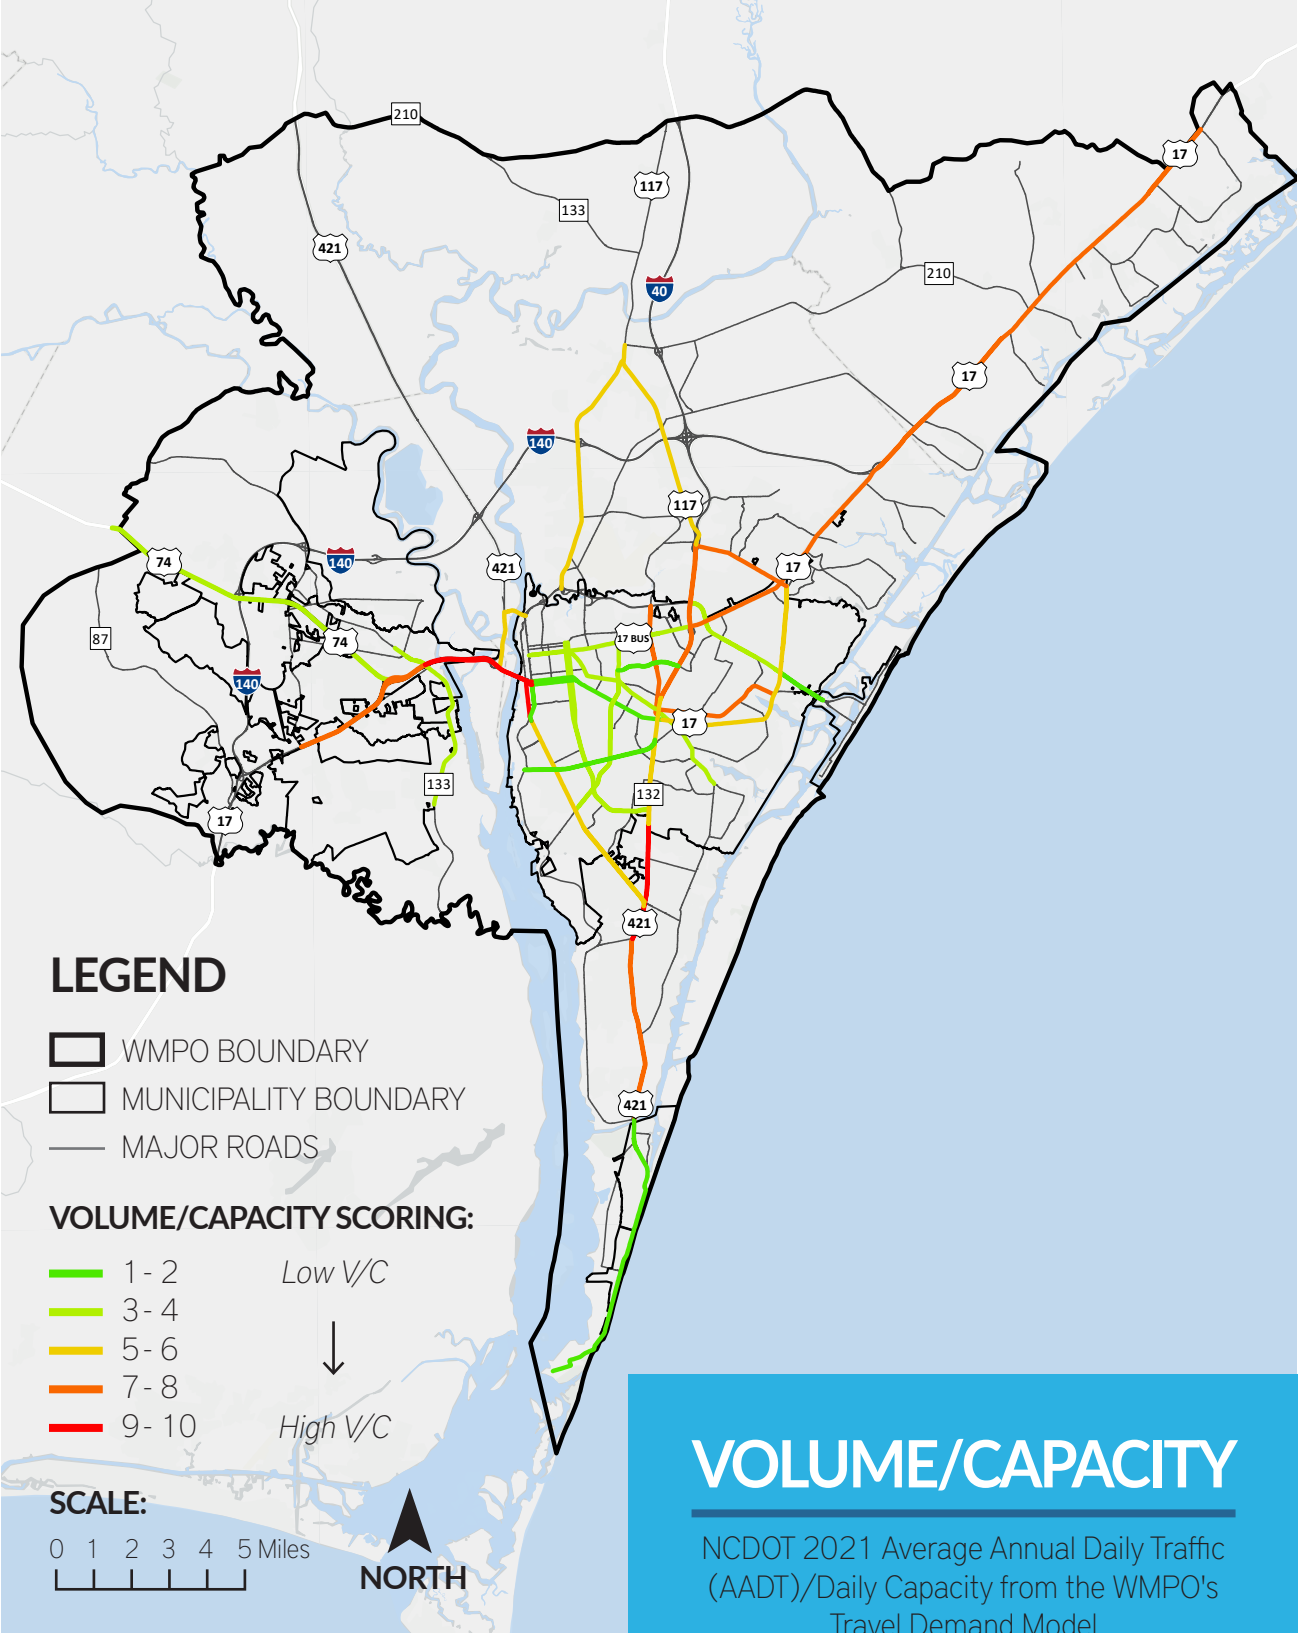 210
17
117
133
421
210
40
17
140
117
74
140
421
17
87
74
17 BUS
140
17
133
132
17
421
421
LEGEND
WMPO BOUNDARY
MUNICIPALITY BOUNDARY
MAJOR ROADS
VOLUME/CAPACITY SCORING:
1 - 2 Low V/C
3 - 4
5 - 6
7 - 8
9 - 10 High V/C
SCALE:
0 1 2 3 4 5 Miles
NORTH
VOLUME/CAPACITY
NCDOT 2021 Average Annual Daily Traffic
(AADT)/Daily Capacity from the WMPO's
Travel Demand Model